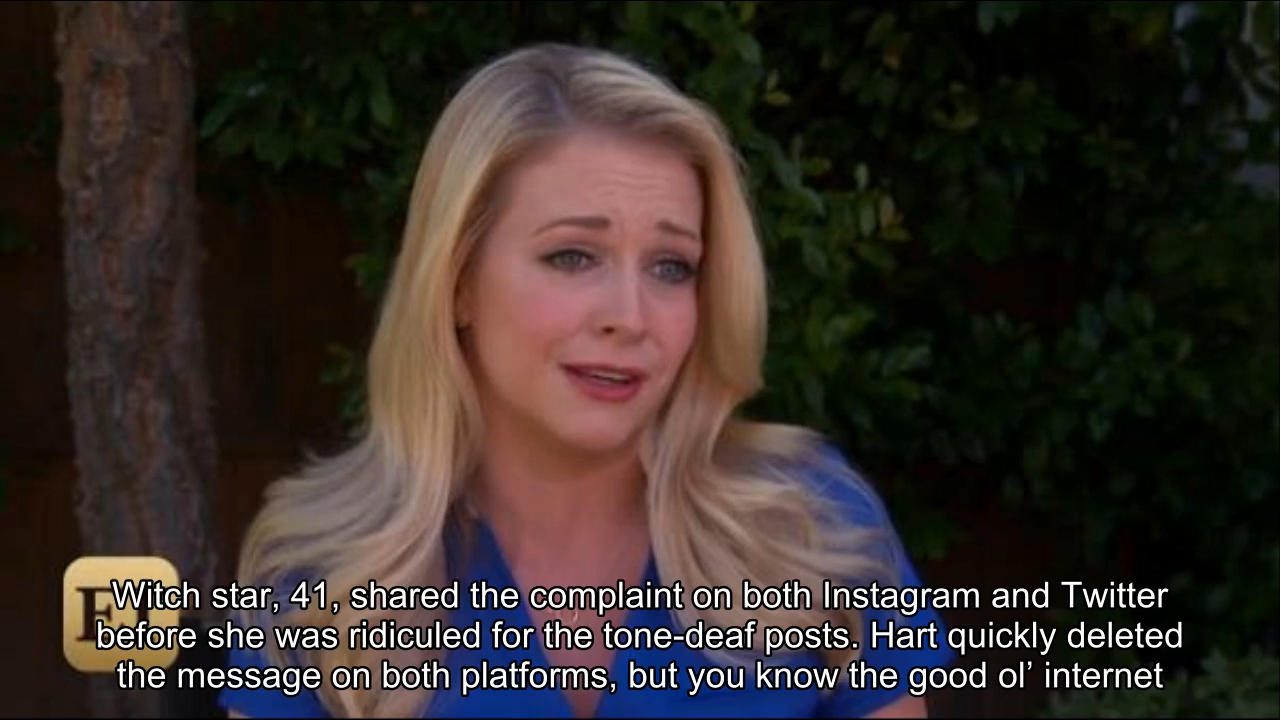 Witch star, 41, shared the complaint on both Instagram and Twitter
before she was ridiculed for the tone-deaf posts. Hart quickly deleted
the message on both platforms, but you know the good ol’ internet
E